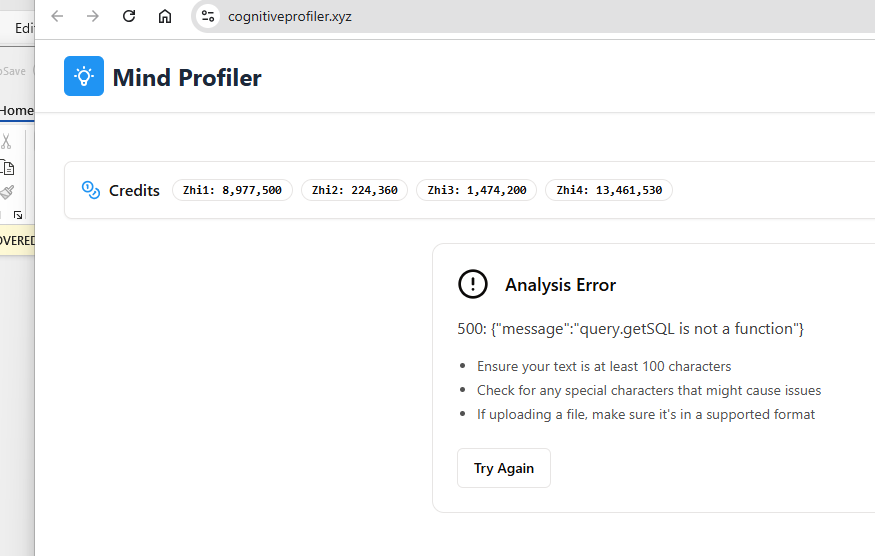 Edi
cognitiveprofiler.xyz
Save
Mind Profiler
Home
Credits Zhi1: 8,977,500 Zhi2: 224,360 Zhi3: 1,474,200 Zhi4: 13,461,530
OVERED
Analysis Error
500: {"message":"query.getSQL is not a function"}
Ensure your text is at least 100 characters
Check for any special characters that might cause issues
If uploading a file, make sure it's in a supported format
Try Again